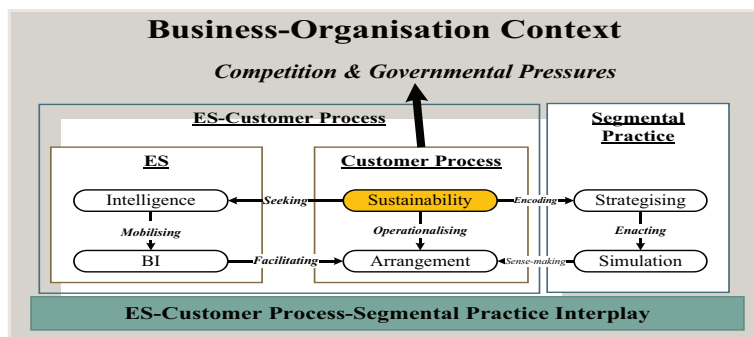 Business-Organisation Context
Competition & Governmental Pressures
ES-Customer Process
Segmental
Practice
ES
Customer Process
Intelligence
Seeking
Sustainability
Encoding
Strategising
Mobilising
Operationalising
Enacting
BI
Facilitating
Arrangement
Sense-making
Simulation
ES-Customer Process-Segmental Practice Interplay